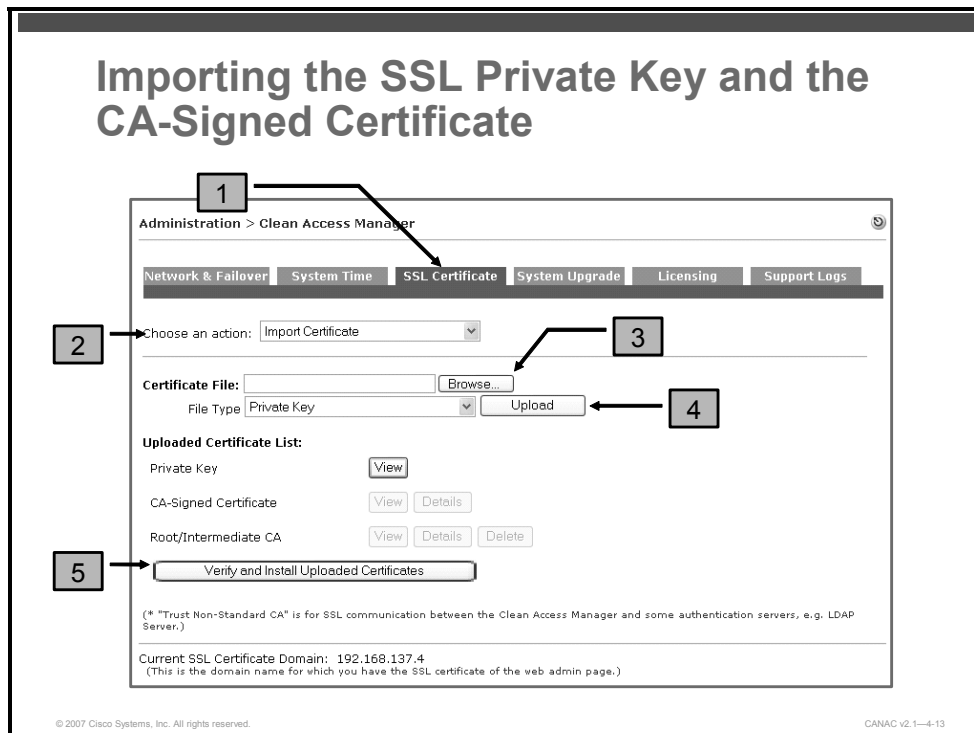 Importing the SSL Private Key and the
CA-Signed Certificate
1
Administration > Clean Access Manager
Network & Failover System Time SSL Certificate System Upgrade Licensing Support Logs
2
Choose an action: Import Certificate
3
Certificate File: Browse...
File Type Private Key Upload
4
Uploaded Certificate List:
Private Key View
CA-Signed Certificate View Details
Root/Intermediate CA View Details Delete
5
Verify and Install Uploaded Certificates
(* "Trust Non-Standard CA" is for SSL communication between the Clean Access Manager and some authentication servers, e.g. LDAP
Server.)
Current SSL Certificate Domain: 192.168.137.4
(This is the domain name for which you have the SSL certificate of the web admin page.)
© 2007 Cisco Systems, Inc. All rights reserved. CANAC v2.1—4-13